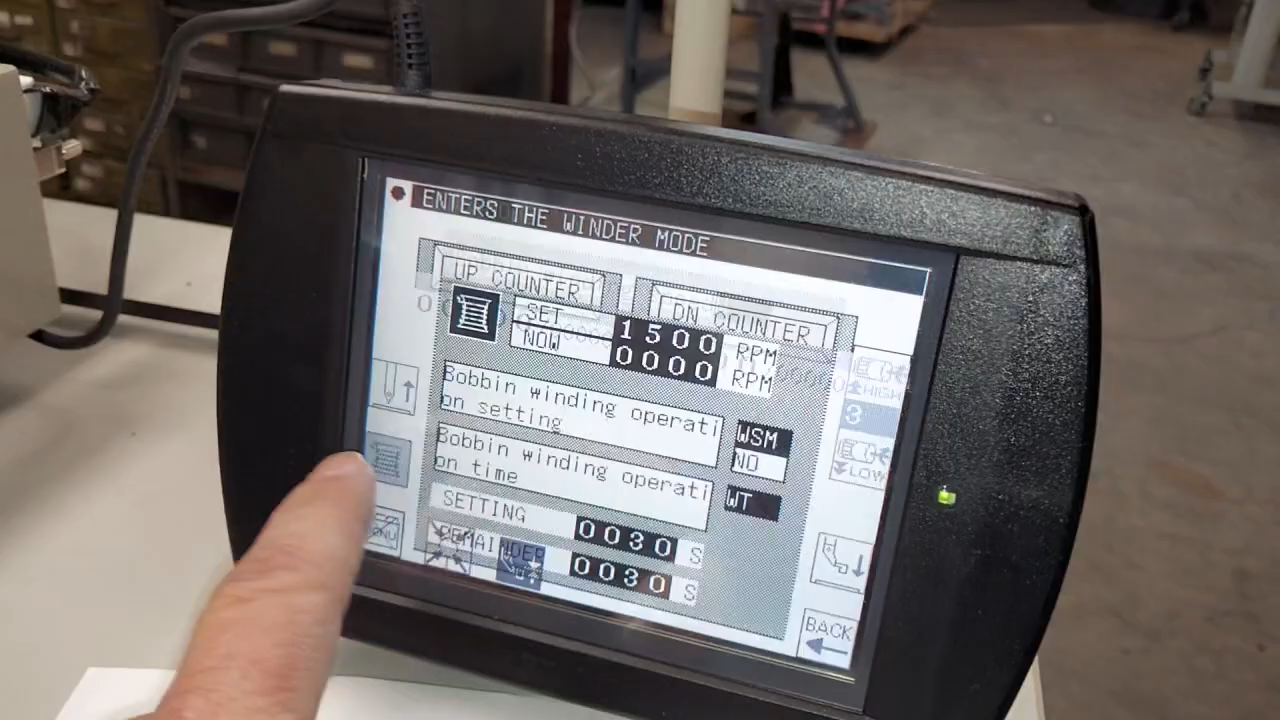 ENTERS THE WINDER MODE
UP COUNTER
DN COUNTER
SET 1500 RPM
NOW 0000 RPM
Bobbin winding operati
on setting
WSM
NO
Bobbin winding operati
on time
WT
SETTING 0030 S
REMAINDER 0030 S
HIGH
3
LOW
BACK